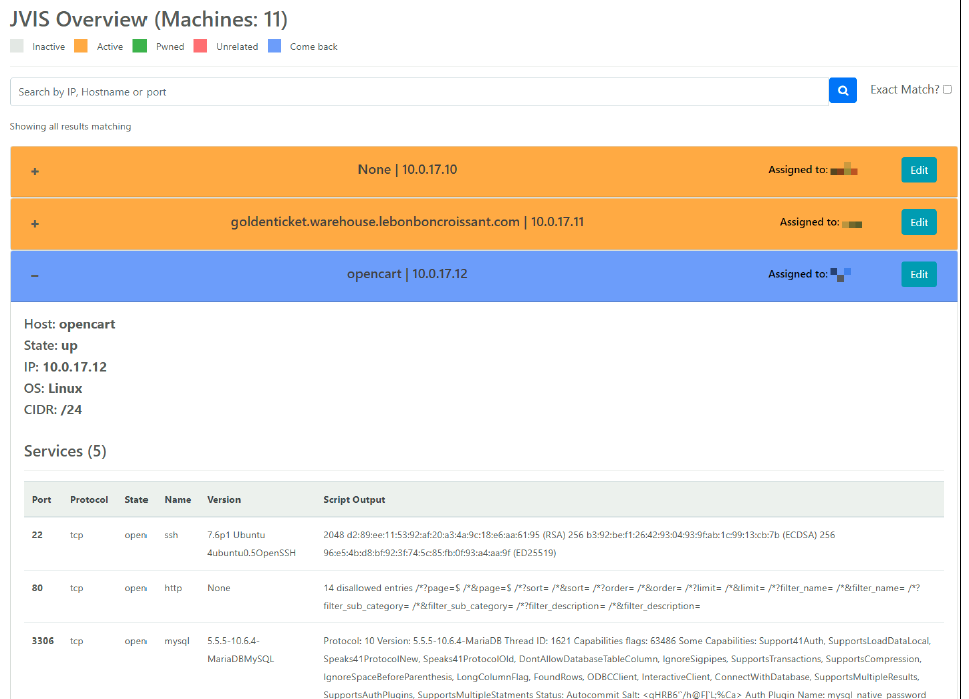 JVIS Overview (Machines: 11)
Inactive Active Pwned Unrelated Come back
Search by IP, Hostname or port
Exact Match?
Showing all results matching
+ None | 10.0.17.10 Assigned to: Edit
+ goldenticket.warehouse.lebonboncroissant.com | 10.0.17.11 Assigned to: Edit
− opencart | 10.0.17.12 Assigned to: Edit
Host: opencart
State: up
IP: 10.0.17.12
OS: Linux
CIDR: /24
Services (5)
Port Protocol State Name Version Script Output
22 tcp open ssh 7.6p1 Ubuntu 2048 d2:89:ee:11:53:92:af:20:a3:4a:9c:18:e6:aa:61:95 (RSA) 256 b3:92:be:f1:26:42:93:04:93:9f:ab:1c:99:13:cb:7b (ECDSA) 256
4ubuntu0.5OpenSSH 96:e5:4b:d8:bf:92:3f:74:5c:85:fb:0f:93:a4:aa:9f (ED25519)
80 tcp open http None 14 disallowed entries /*?page=$ /*&page=$ /*?sort= /*&sort= /*?order= /*&order= /*?limit= /*&limit= /*?filter_name= /*&filter_name= /*?
filter_sub_category= /*&filter_sub_category= /*?filter_description= /*&filter_description=
3306 tcp open mysql 5.5.5-10.6.4- Protocol: 10 Version: 5.5.5-10.6.4-MariaDB Thread ID: 1621 Capabilities flags: 63486 Some Capabilities: Support41Auth, SupportsLoadDataLocal,
MariaDBMySQL Speaks41ProtocolNew, Speaks41ProtocolOld, DontAllowDatabaseTableColumn, IgnoreSigpipes, SupportsTransactions, SupportsCompression,
IgnoreSpaceBeforeParenthesis, LongColumnFlag, FoundRows, ODBCClient, InteractiveClient, ConnectWithDatabase, SupportsMultipleResults,
SupportsAuthPlugins, SupportsMultipleStatments Status: Autocommit Salt: Auth Plugin Name: mysql_native_password